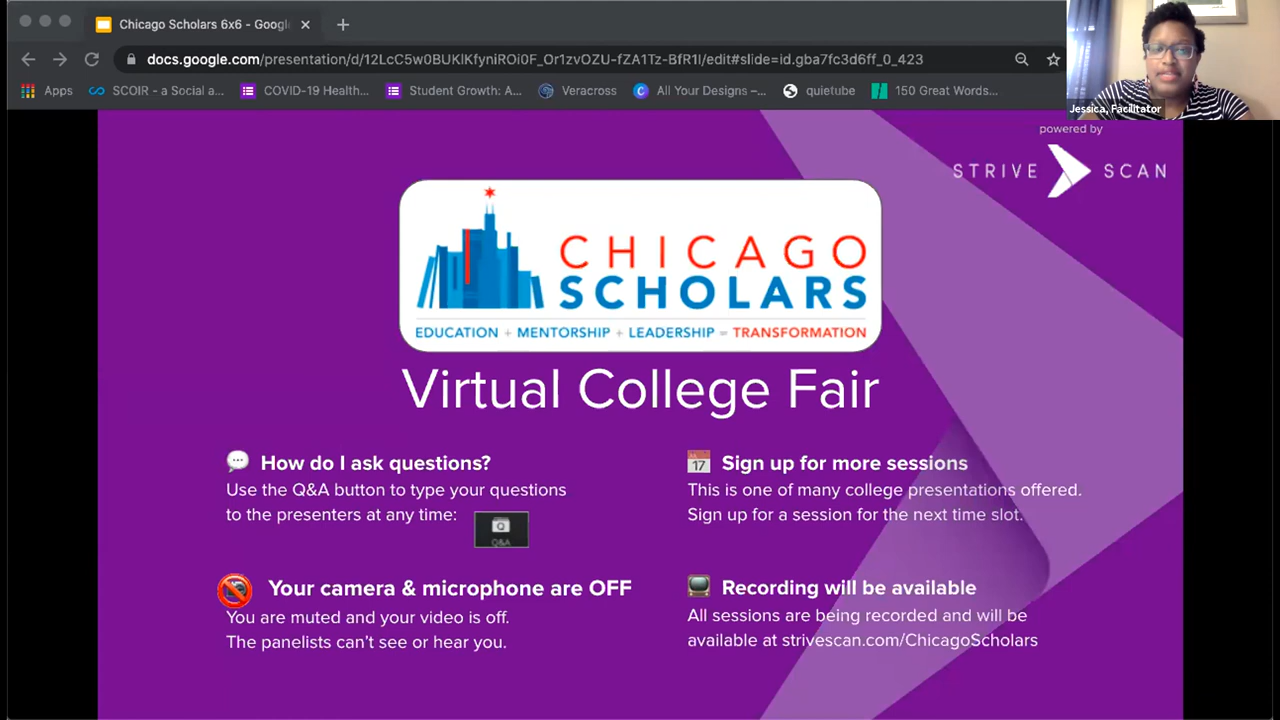 Chicago Scholars 6x6 - Googl
docs.google.com/presentation/d/12LcC5w0BUKlKfyniROi0F_Or1zvOZU-fZA1Tz-BfR1I/edit#slide=id.gba7fc3d6ff_0_423
Apps SCOIR - a Social a... COVID-19 Health... Student Growth: A... Veracross All Your Designs –... quietube 150 Great Words...
Jessica, Facilitator
powered by
STRIVE SCAN
CHICAGO
SCHOLARS
EDUCATION + MENTORSHIP + LEADERSHIP = TRANSFORMATION
Virtual College Fair
How do I ask questions?
Use the Q&A button to type your questions
to the presenters at any time:
Q&A
17
Sign up for more sessions
This is one of many college presentations offered.
Sign up for a session for the next time slot.
Your camera & microphone are OFF
You are muted and your video is off.
The panelists can't see or hear you.
Recording will be available
All sessions are being recorded and will be
available at strivescan.com/ChicagoScholars